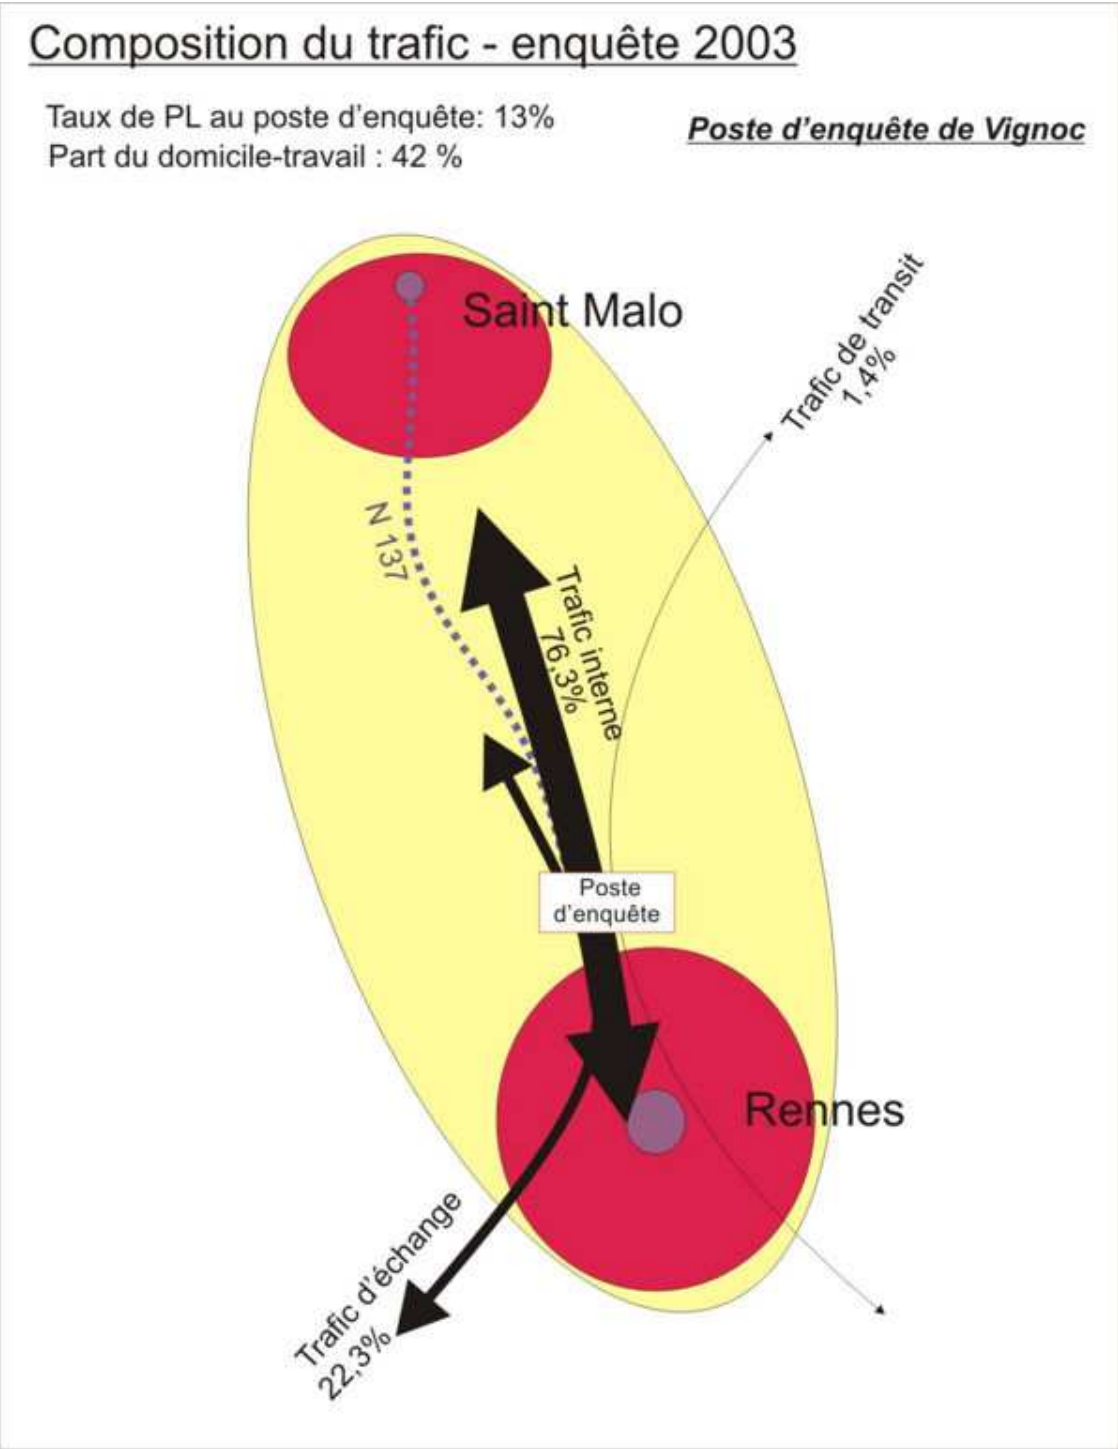 Composition du trafic - enquête 2003
Taux de PL au poste d'enquête: 13%
Part du domicile-travail : 42 %
Poste d'enquête de Vignoc
Saint Malo
Trafic de transit
1,4%
N 137
Trafic interne
76,3%
Poste
d'enquête
Rennes
Trafic d'échange
22,3%